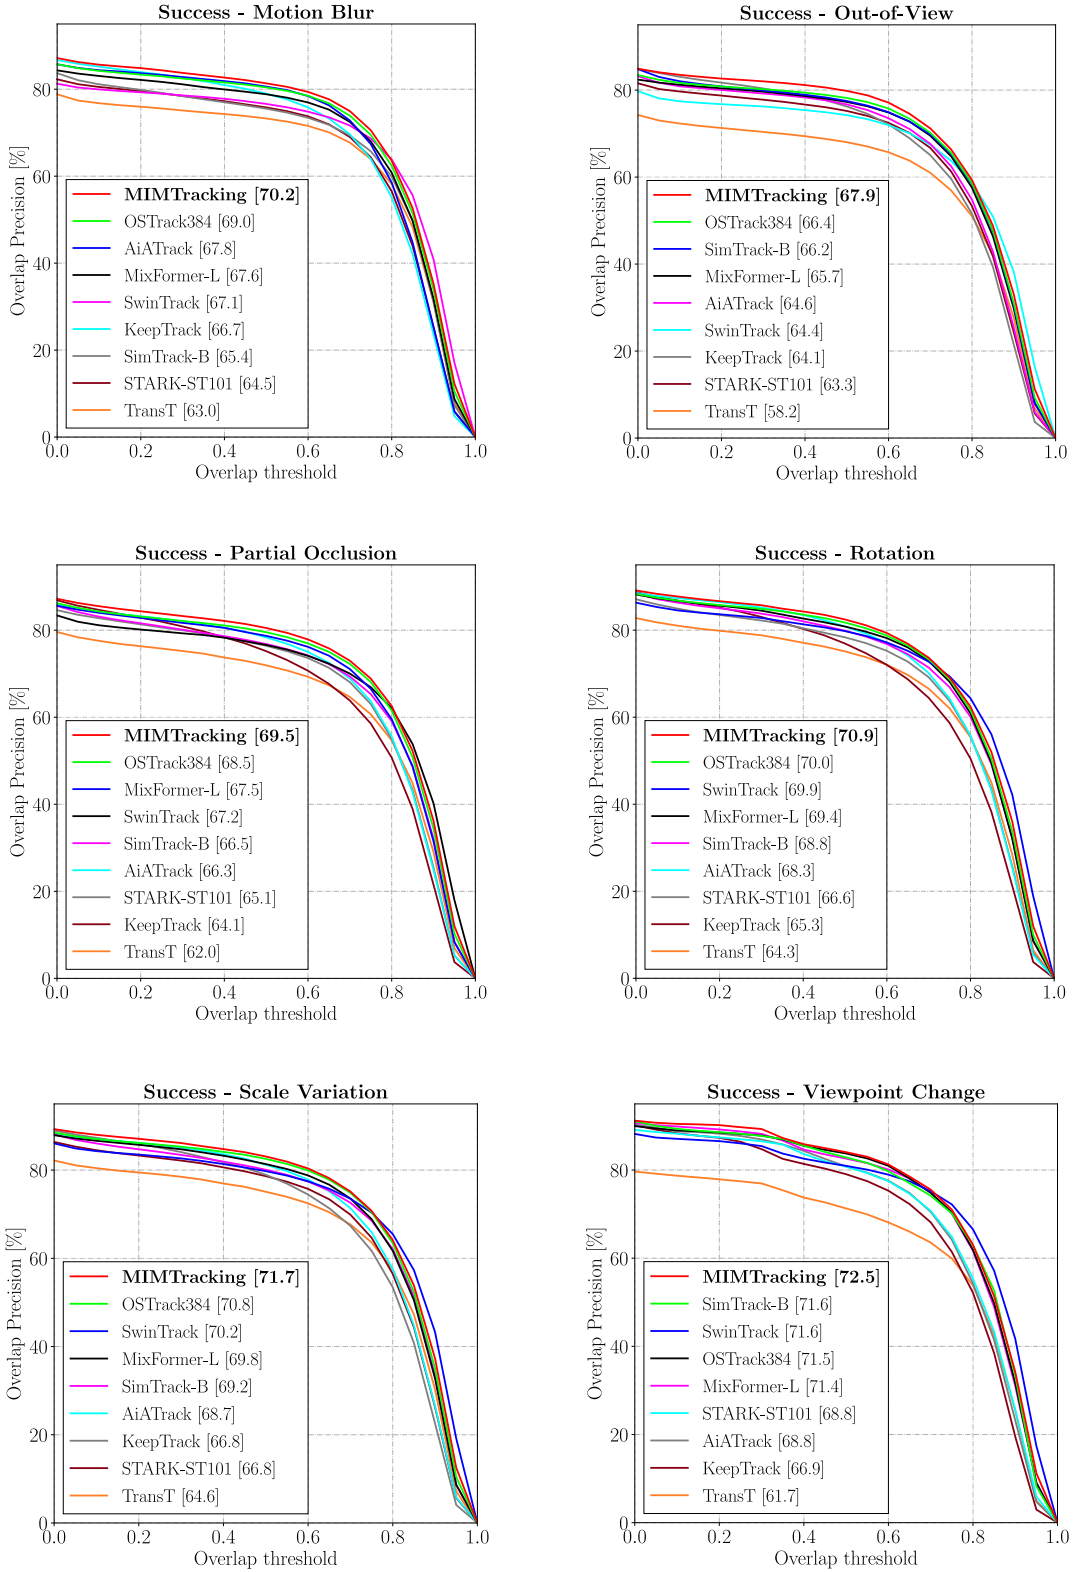 Success - Motion Blur
Overlap Precision [%]
80
60
40
20
0
MIMTracking [70.2]
OSTrack384 [69.0]
AiATrack [67.8]
MixFormer-L [67.6]
SwinTrack [67.1]
KeepTrack [66.7]
SimTrack-B [65.4]
STARK-ST101 [64.5]
TransT [63.0]
0.0 0.2 0.4 0.6 0.8 1.0
Overlap threshold
Success - Out-of-View
Overlap Precision [%]
80
60
40
20
0
MIMTracking [67.9]
OSTrack384 [66.4]
SimTrack-B [66.2]
MixFormer-L [65.7]
AiATrack [64.6]
SwinTrack [64.4]
KeepTrack [64.1]
STARK-ST101 [63.3]
TransT [58.2]
0.0 0.2 0.4 0.6 0.8 1.0
Overlap threshold
Success - Partial Occlusion
Overlap Precision [%]
80
60
40
20
0
MIMTracking [69.5]
OSTrack384 [68.5]
MixFormer-L [67.5]
SwinTrack [67.2]
SimTrack-B [66.5]
AiATrack [66.3]
STARK-ST101 [65.1]
KeepTrack [64.1]
TransT [62.0]
0.0 0.2 0.4 0.6 0.8 1.0
Overlap threshold
Success - Rotation
Overlap Precision [%]
80
60
40
20
0
MIMTracking [70.9]
OSTrack384 [70.0]
SwinTrack [69.9]
MixFormer-L [69.4]
SimTrack-B [68.8]
AiATrack [68.3]
STARK-ST101 [66.6]
KeepTrack [65.3]
TransT [64.3]
0.0 0.2 0.4 0.6 0.8 1.0
Overlap threshold
Success - Scale Variation
Overlap Precision [%]
80
60
40
20
0
MIMTracking [71.7]
OSTrack384 [70.8]
SwinTrack [70.2]
MixFormer-L [69.8]
SimTrack-B [69.2]
AiATrack [68.7]
KeepTrack [66.8]
STARK-ST101 [66.8]
TransT [64.6]
0.0 0.2 0.4 0.6 0.8 1.0
Overlap threshold
Success - Viewpoint Change
Overlap Precision [%]
80
60
40
20
0
MIMTracking [72.5]
SimTrack-B [71.6]
SwinTrack [71.6]
OSTrack384 [71.5]
MixFormer-L [71.4]
STARK-ST101 [68.8]
AiATrack [68.8]
KeepTrack [66.9]
TransT [61.7]
0.0 0.2 0.4 0.6 0.8 1.0
Overlap threshold